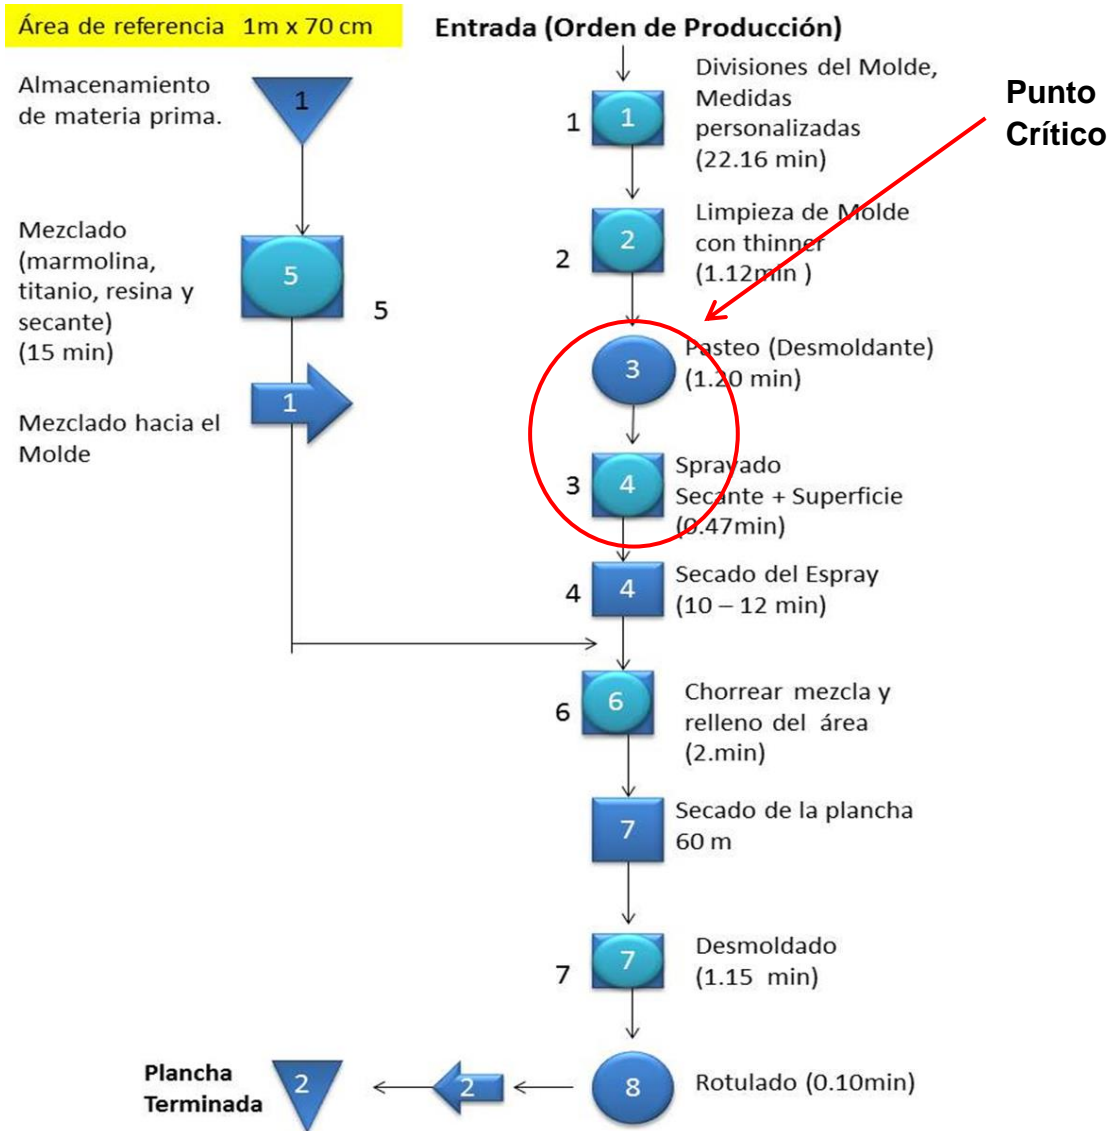 Área de referencia 1m x 70 cm
Entrada (Orden de Producción)
Almacenamiento
de materia prima.
1
Mezclado
(marmolina,
titanio, resina y
secante)
(15 min)
5
5
1
Mezclado hacia el
Molde
1
1
Divisiones del Molde,
Medidas
personalizadas
(22.16 min)
Punto
Crítico
2
2
Limpieza de Molde
con thinner
(1.12min )
3
Pasteo (Desmoldante)
(1.20 min)
3
4
Sprayado
Secante + Superficie
(0.47min)
4
4
Secado del Espray
(10 – 12 min)
6
6
Chorrear mezcla y
relleno del área
(2.min)
7
Secado de la plancha
60 m
7
7
Desmoldado
(1.15 min)
8
Rotulado (0.10min)
2
2
Plancha
Terminada